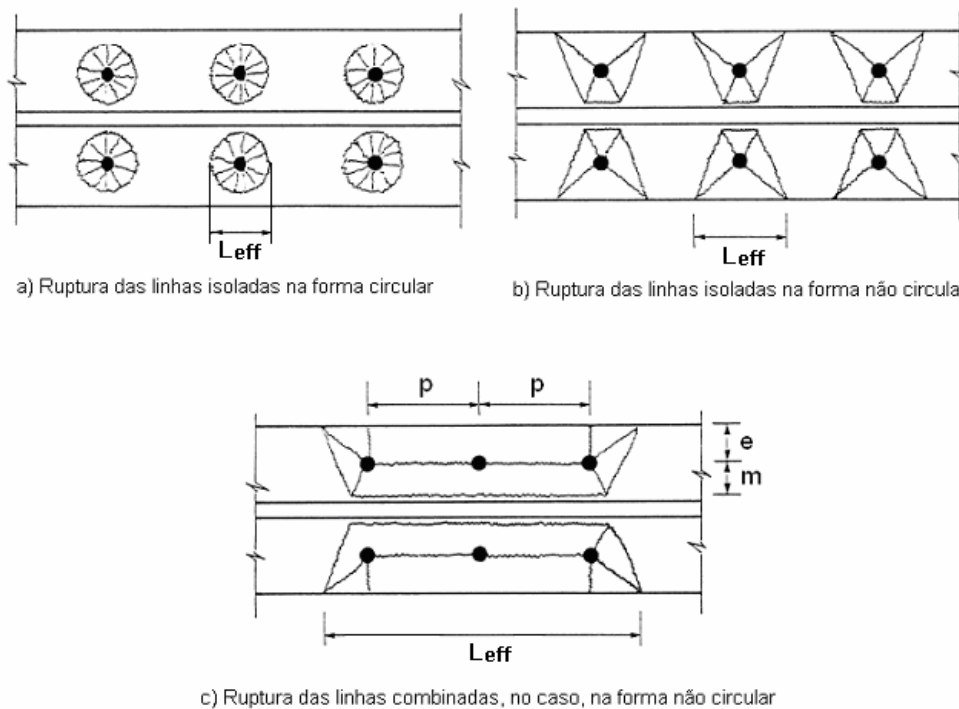 Leff
Leff
a) Ruptura das linhas isoladas na forma circular
b) Ruptura das linhas isoladas na forma não circula
p p
e
m
Leff
c) Ruptura das linhas combinadas, no caso, na forma não circular